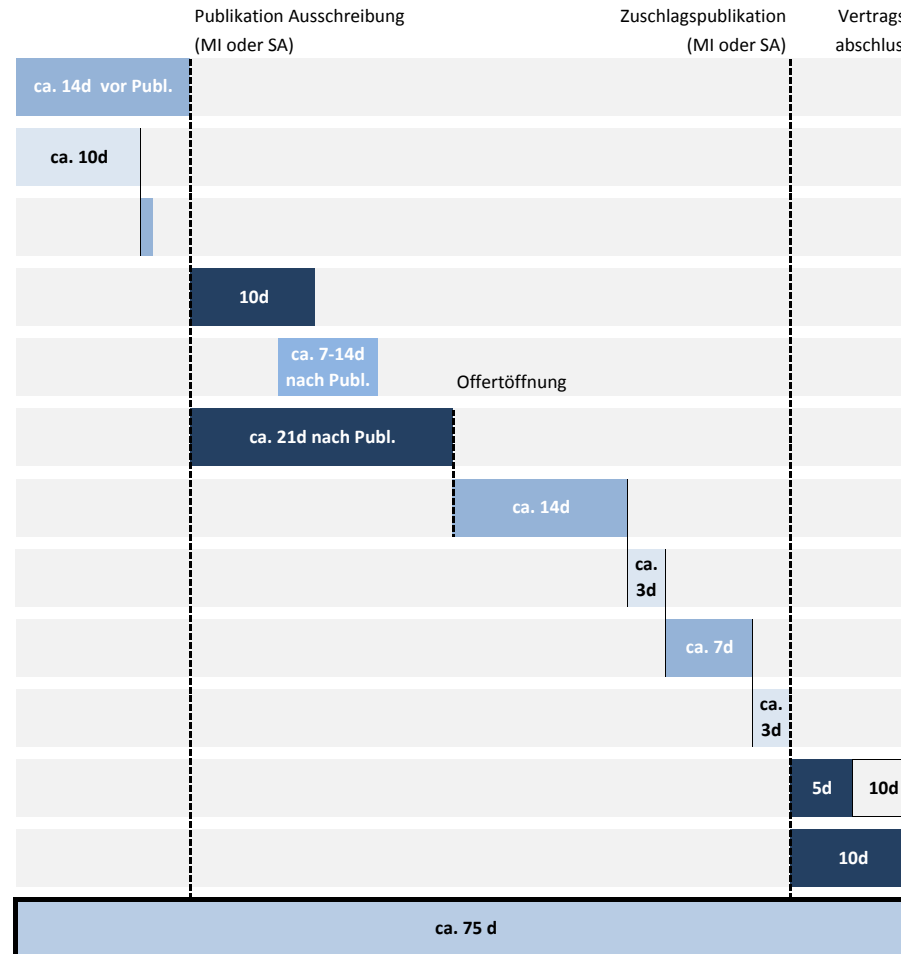 Publikation Ausschreibung
(MI oder SA)
Zuschlagspublikation
(MI oder SA)
Vertrags
abschlus
ca. 14d  vor Publ.
ca. 10d
10d
ca. 7-14d
nach Publ.
Offertöffnung
ca. 21d nach Publ.
ca. 14d
ca.
3d
ca. 7d
ca.
3d
5d
10d
10d
ca. 75 d